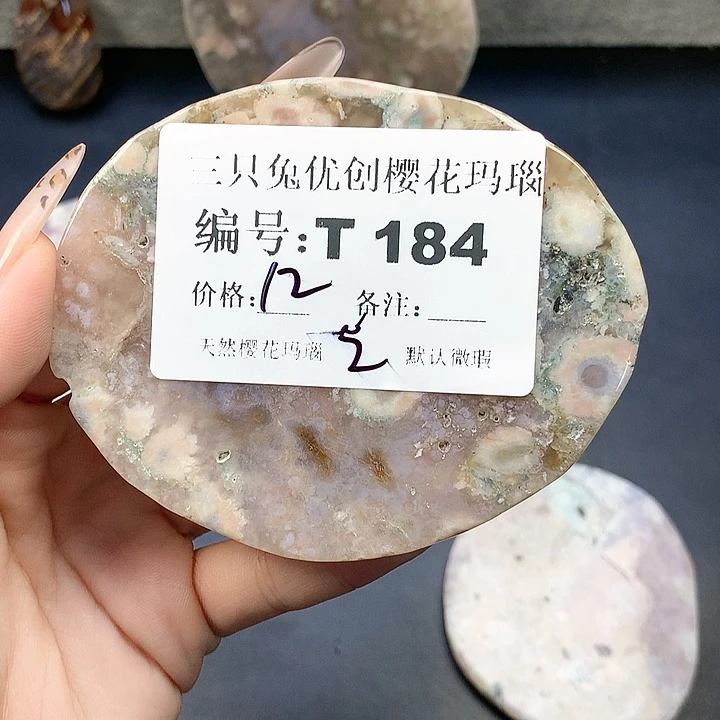 三只兔优创樱花玛瑙
编号:T 184
价格:12 备注:____
天然樱花玛瑙 默认微瑕